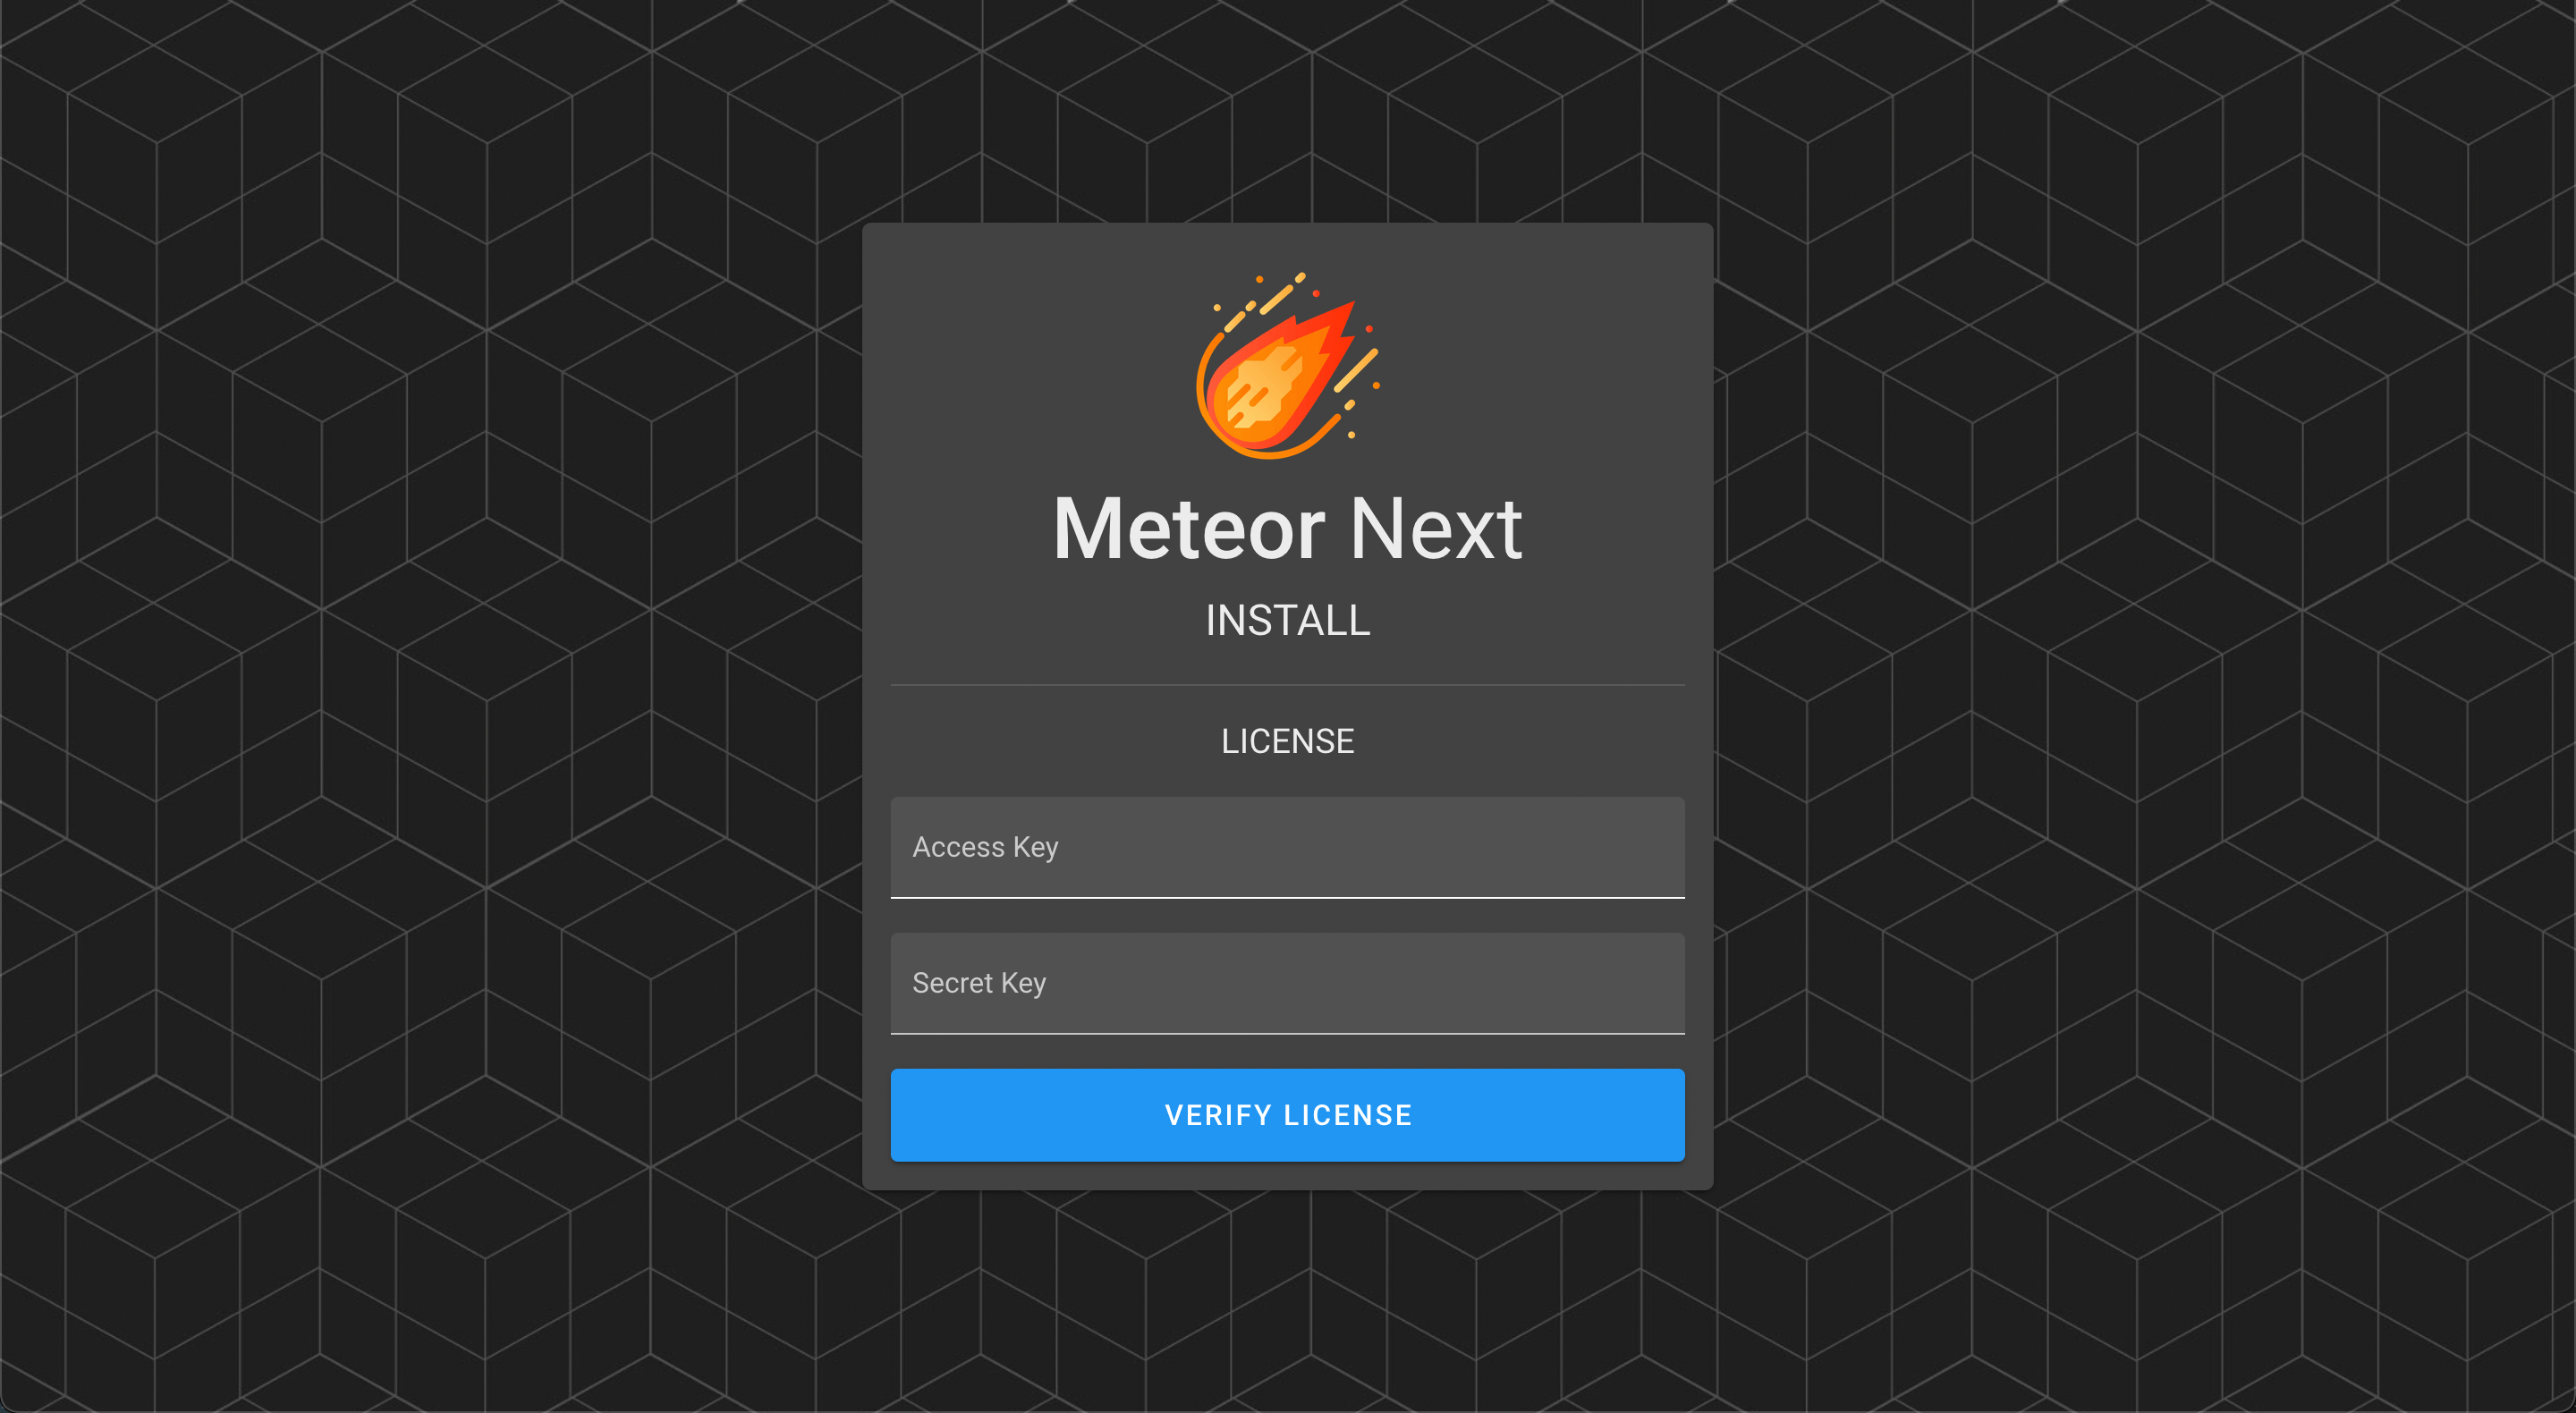 Meteor Next
INSTALL
LICENSE
Access Key
Secret Key
VERIFY LICENSE